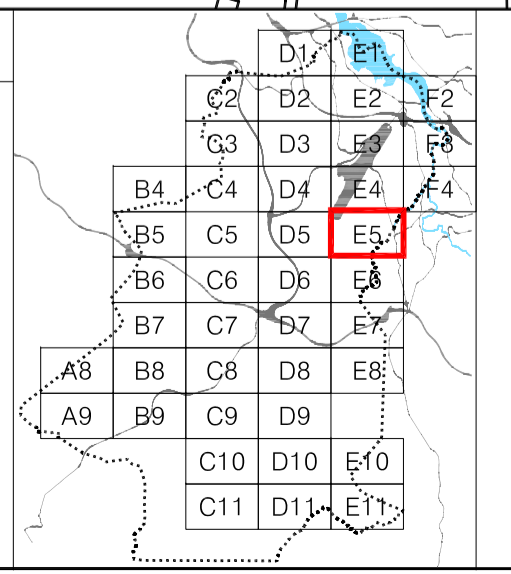 D1 E1
C2 D2 E2 F2
C3 D3 E3 F3
B4 C4 D4 E4 F4
B5 C5 D5 E5
B6 C6 D6 E6
B7 C7 D7 E7
A8 B8 C8 D8 E8
A9 B9 C9 D9
C10 D10 E10
C11 D11 E11